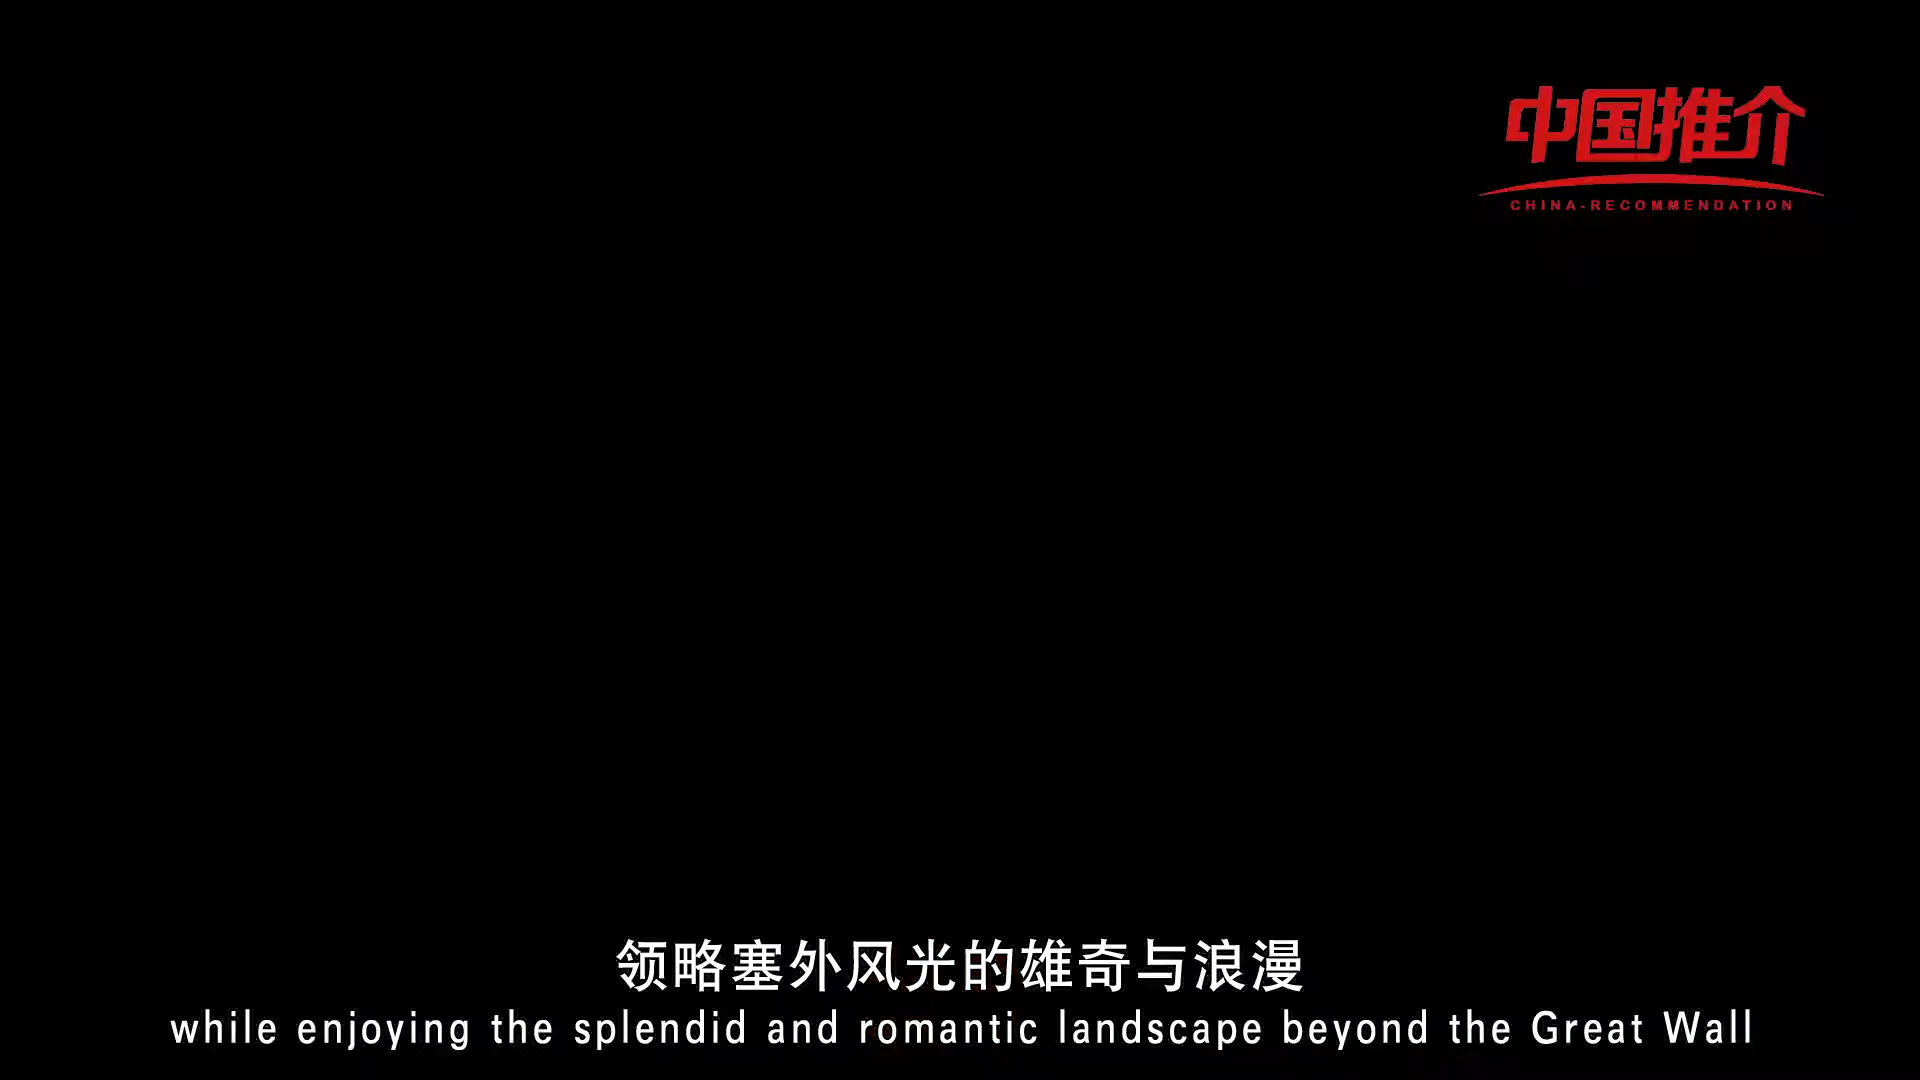 中国推介
CHINA-RECOMMENDATION
领略塞外风光的雄奇与浪漫
while enjoying the splendid and romantic landscape beyond the Great Wall